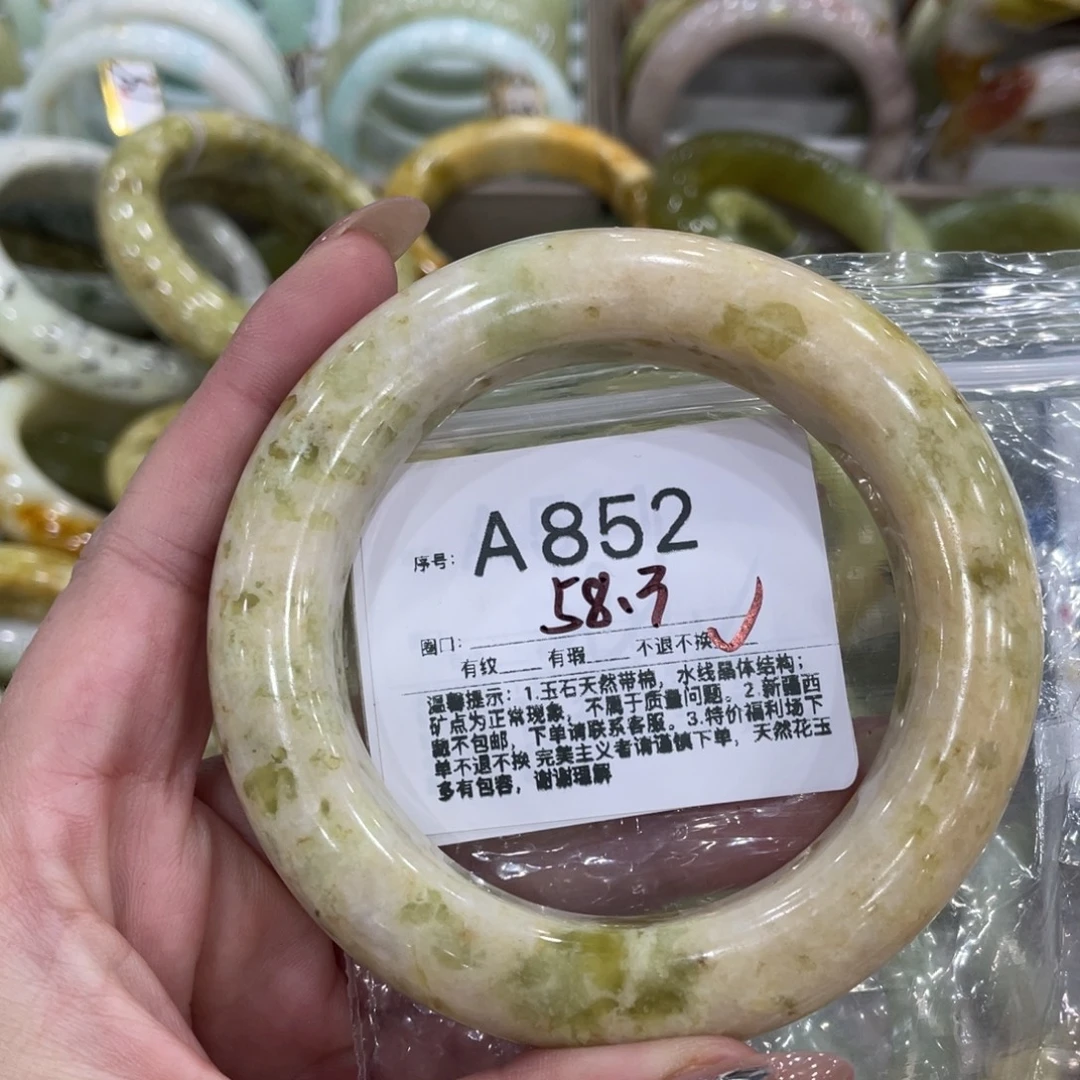 序号: A852
圈口: 58.3
有纹 有瑕 不退不换 ✓
温馨提示：1.玉石天然带棉，水线晶体结构；
矿点为正常现象，不属于质量问题。2.新疆西
藏不包邮，下单请联系客服。3.特价福利场下
单不退不换 完美主义者请谨慎下单，天然花玉
多有包容，谢谢理解